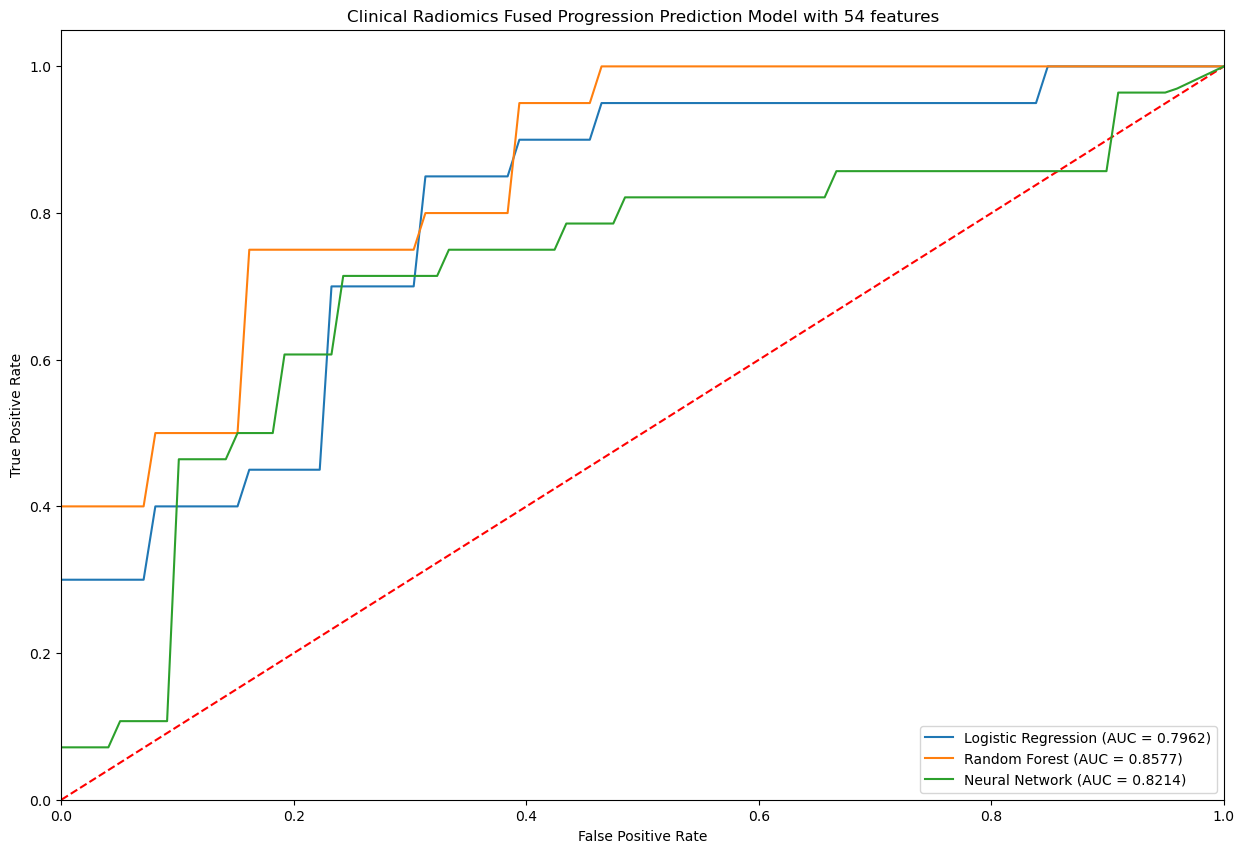 Clinical Radiomics Fused Progression Prediction Model with 54 features
1.0
0.8
0.6
0.4
0.2
0.0
True Positive Rate
0.0 0.2 0.4 0.6 0.8 1.0
False Positive Rate
Logistic Regression (AUC = 0.7962)
Random Forest (AUC = 0.8577)
Neural Network (AUC = 0.8214)